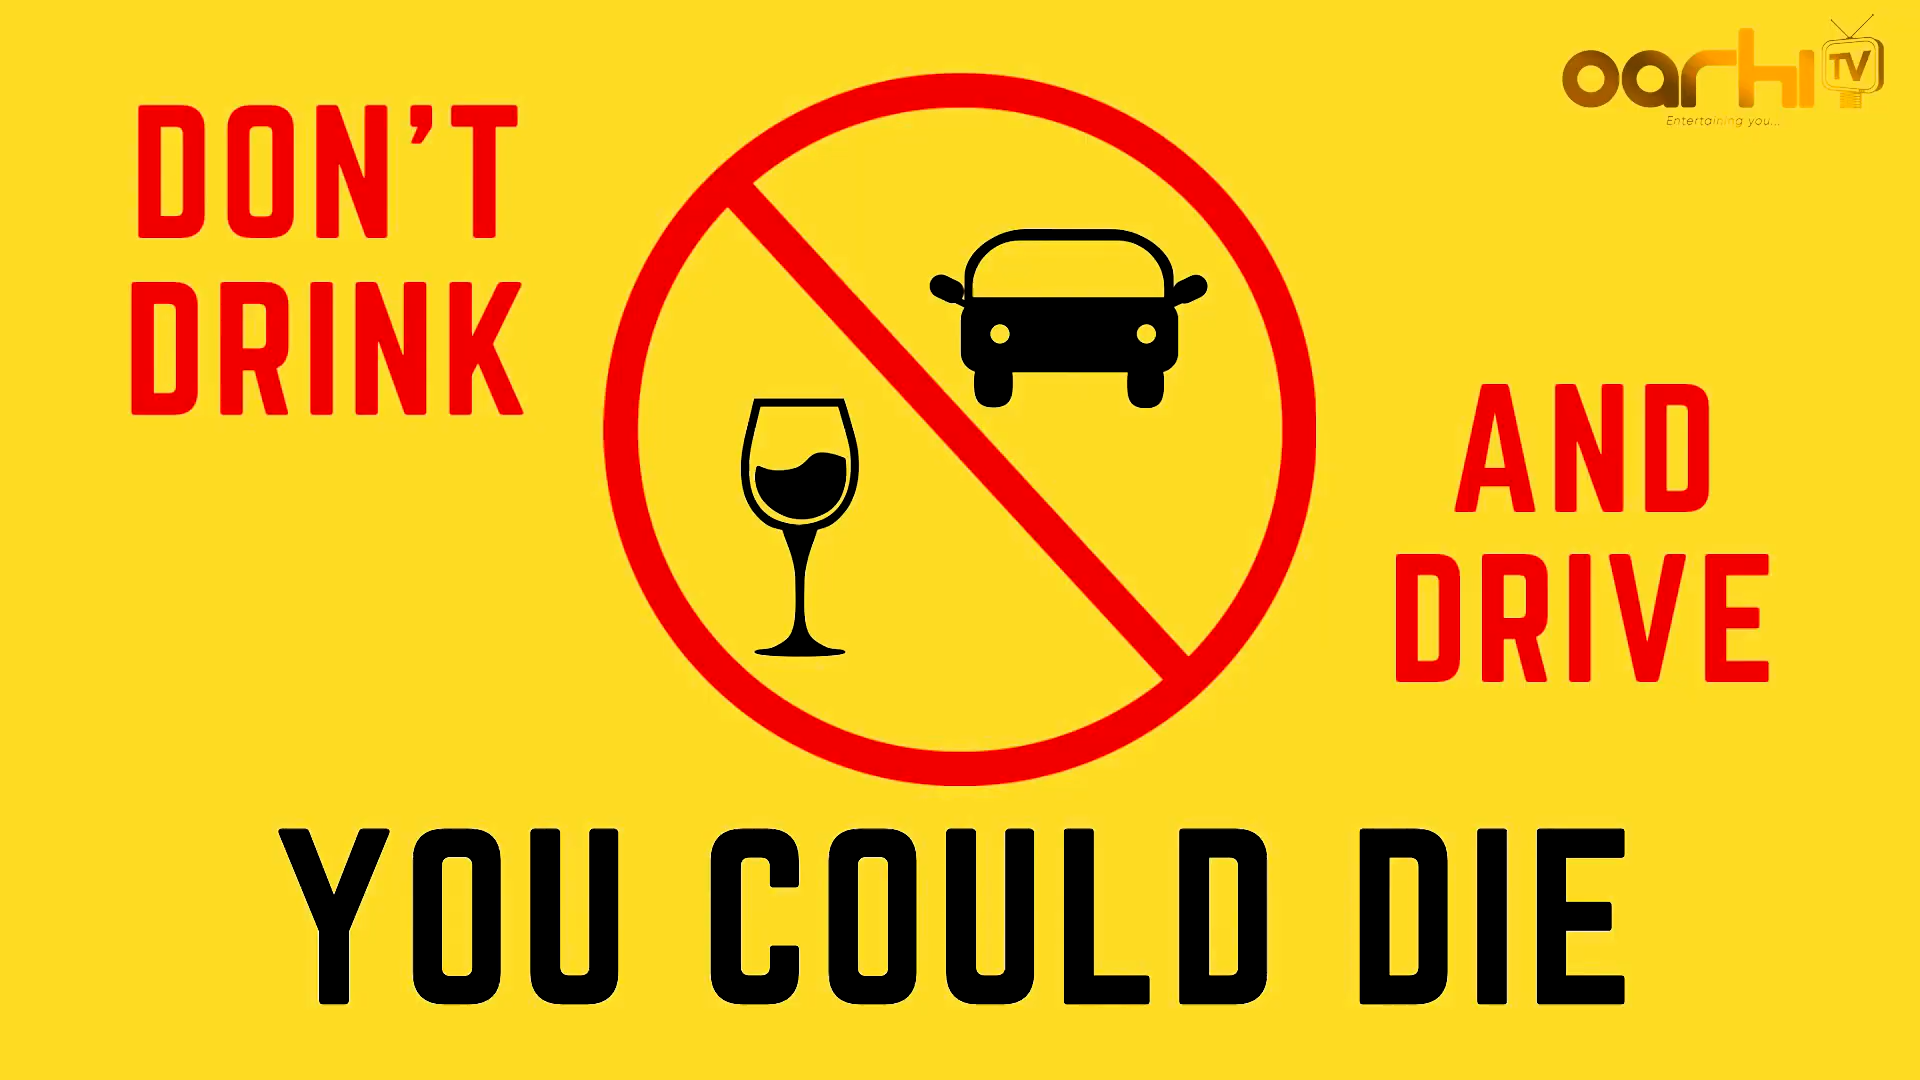 oarhi TV
Entertaining you...
DON'T
DRINK
AND
DRIVE
YOU COULD DIE